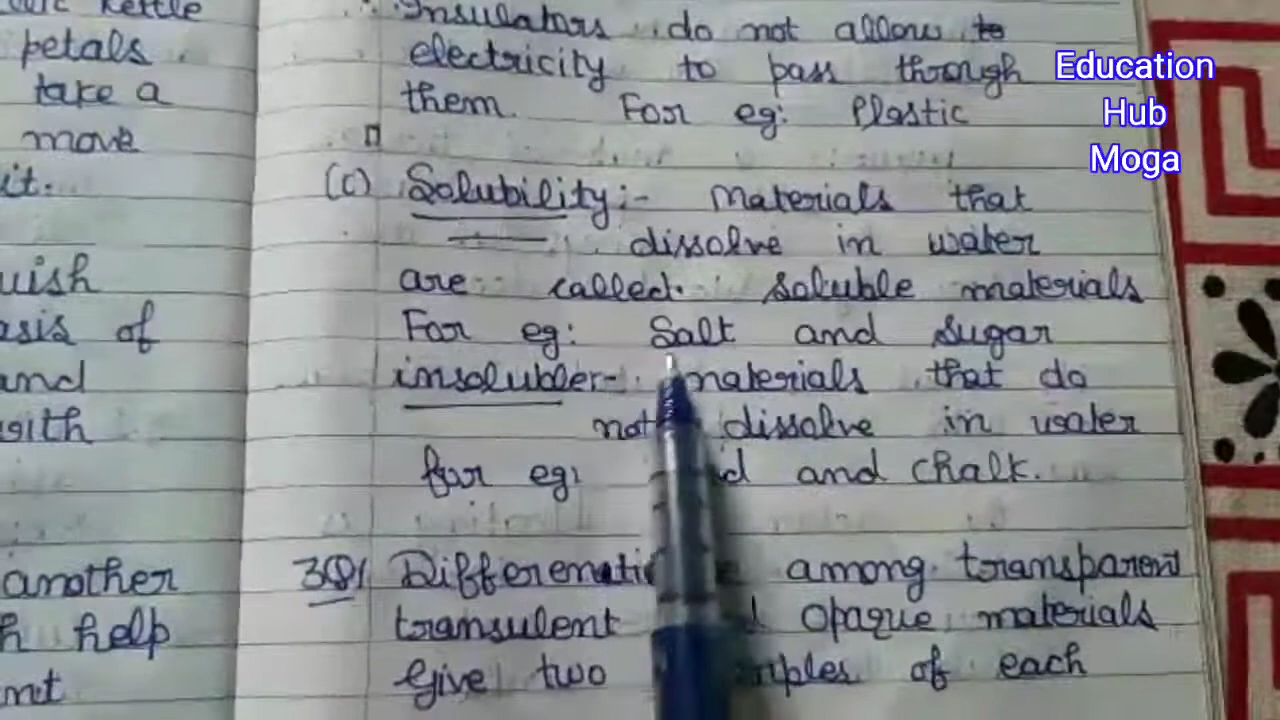 kettle
petals.
take a
move
it.
uish
asis of
and
with
another
h help
ent
Insulators do not allow to
electricity to pass through
them. For eg: Plastic
(c) Solubility:- Materials that
dissolve in water
are called soluble materials
For eg: Salt and Sugar
insoluble:- materials that do
not dissolve in water
for eg: and chalk.
3Q1 among transparent
transulent opaque materials
Give two of each
Education
Hub
Moga